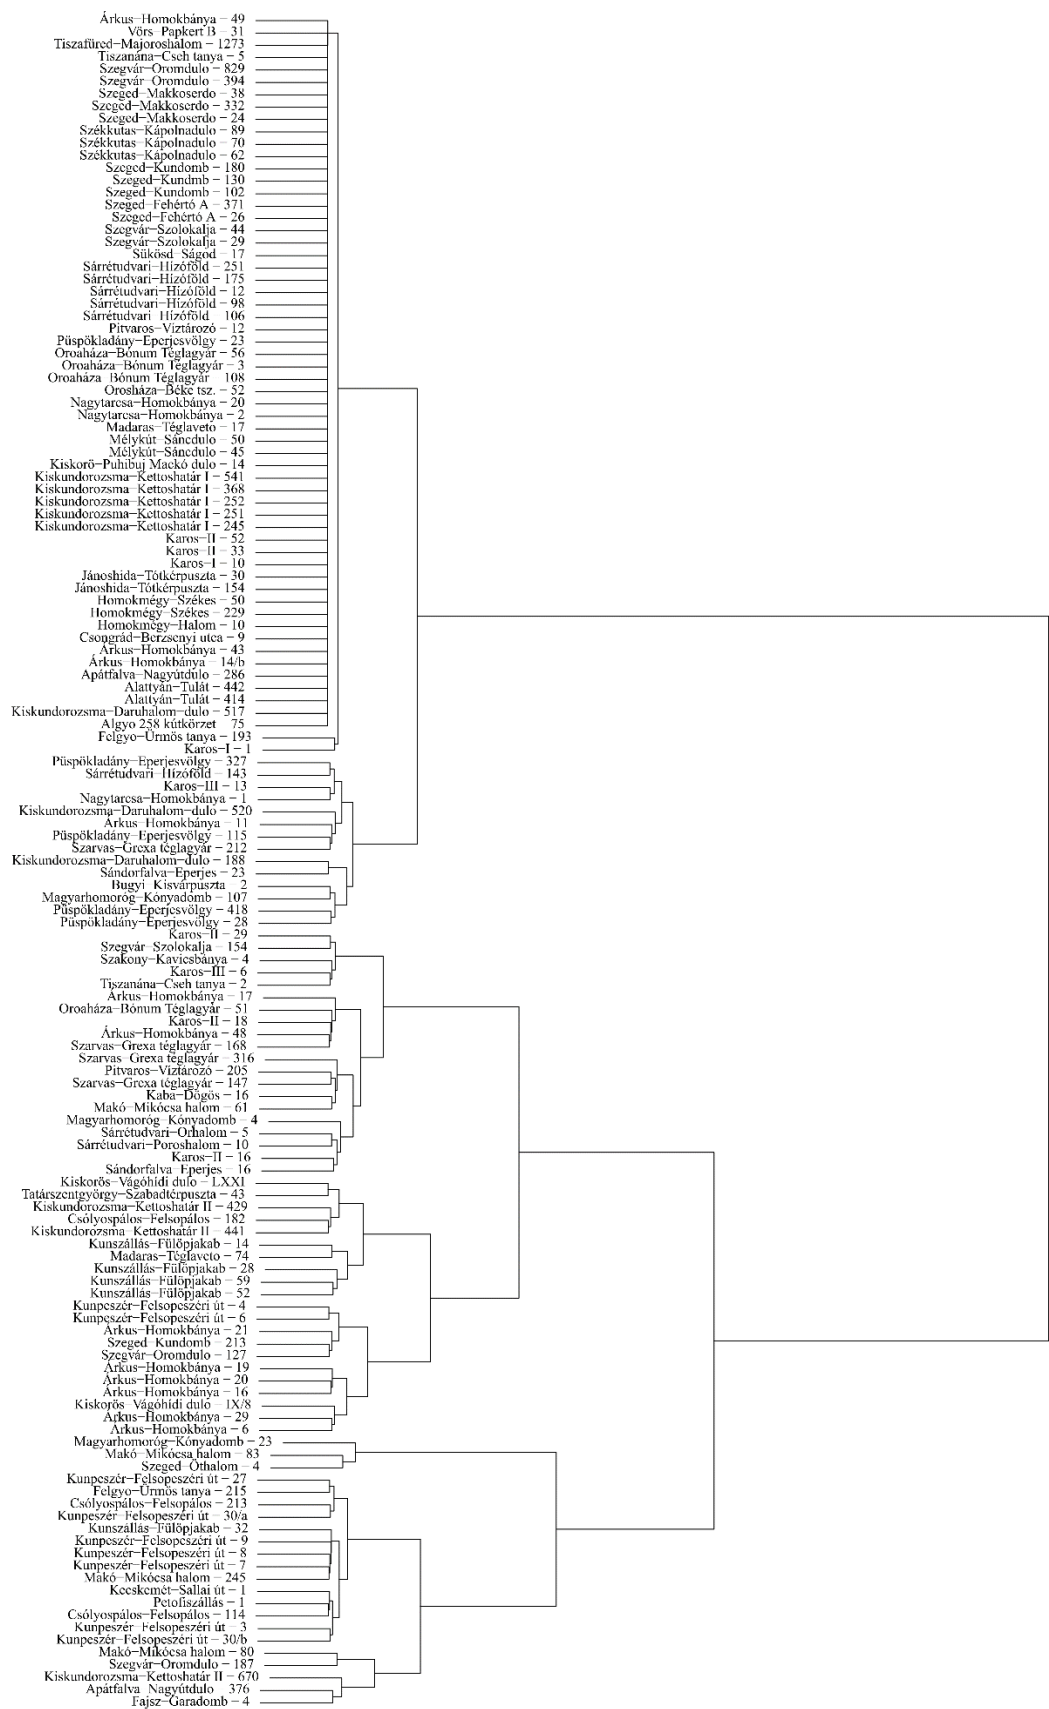 Árkus−Homokbánya − 49
Vörs−Papkert B − 31
Tiszafüred−Majoroshalom − 1273
Tiszanána−Cseh tanya − 5
Szegvár−Oromdulo − 829
Szegvár−Oromdulo − 394
Szeged−Makkoserdo − 38
Szeged−Makkoserdo − 332
Szeged−Makkoserdo − 24
Székkutas−Kápolnadulo − 89
Székkutas−Kápolnadulo − 70
Székkutas−Kápolnadulo − 62
Szeged−Kundomb − 180
Szeged−Kundmb − 130
Szeged−Kundomb − 102
Szeged−Fehértó A − 371
Szeged−Fehértó A − 26
Szegvár−Szolokalja − 44
Szegvár−Szolokalja − 29
Sükösd−Ságod − 17
Sárrétudvari−Hízóföld − 251
Sárrétudvari−Hízóföld − 175
Sárrétudvari−Hízóföld − 12
Sárrétudvari−Hízóföld − 98
Sárrétudvari−Hízóföld − 106
Pitvaros−Víztározó − 12
Püspökladány−Eperjesvölgy − 23
Oroaháza−Bónum Téglagyár − 56
Oroaháza−Bónum Téglagyár − 3
Oroaháza−Bónum Téglagyár − 108
Orosháza−Béke tsz. − 52
Nagytarcsa−Homokbánya − 20
Nagytarcsa−Homokbánya − 2
Madaras−Téglaveto − 17
Mélykút−Sáncdulo − 50
Mélykút−Sáncdulo − 45
Kiskorö−Puhibuj Mackó dulo − 14
Kiskundorozsma−Kettoshatár I − 541
Kiskundorozsma−Kettoshatár I − 368
Kiskundorozsma−Kettoshatár I − 252
Kiskundorozsma−Kettoshatár I − 251
Kiskundorozsma−Kettoshatár I − 245
Karos−II − 52
Karos−II − 33
Karos−I − 10
Jánoshida−Tótkérpuszta − 30
Jánoshida−Tótkérpuszta − 154
Homokmégy−Székes − 50
Homokmégy−Székes − 229
Homokmégy−Halom − 10
Csongrád−Berzsenyi utca − 9
Árkus−Homokbánya − 43
Árkus−Homokbánya − 14/b
Apátfalva−Nagyútdulo − 286
Alattyán−Tulát − 442
Alattyán−Tulát − 414
Kiskundorozsma−Daruhalom−dulo − 517
Algyo 258 kútkörzet − 75
Felgyo−Ürmös tanya − 193
Karos−I − 1
Püspökladány−Eperjesvölgy − 327
Sárrétudvari−Hízóföld − 143
Karos−III − 13
Nagytarcsa−Homokbánya − 1
Kiskundorozsma−Daruhalom−dulo − 520
Árkus−Homokbánya − 11
Püspökladány−Eperjesvölgy − 115
Szarvas−Grexa téglagyár − 212
Kiskundorozsma−Daruhalom−dulo − 188
Sándorfalva−Eperjes − 23
Bugyi−Kisvárpuszta − 2
Magyarhomoróg−Kónyadomb − 107
Püspökladány−Eperjesvölgy − 418
Püspökladány−Eperjesvölgy − 28
Karos−II − 29
Szegvár−Szolokalja − 154
Szakony−Kavicsbánya − 4
Karos−III − 6
Tiszanána−Cseh tanya − 2
Árkus−Homokbánya − 17
Oroaháza−Bónum Téglagyár − 51
Karos−II − 18
Árkus−Homokbánya − 48
Szarvas−Grexa téglagyár − 168
Szarvas−Grexa téglagyár − 316
Pitvaros−Víztározó − 205
Szarvas−Grexa téglagyár − 147
Kaba−Dögös − 16
Makó−Mikócsa halom − 61
Magyarhomoróg−Kónyadomb − 4
Sárrétudvari−Orhalom − 5
Sárrétudvari−Poroshalom − 10
Karos−II − 16
Sándorfalva−Eperjes − 16
Kiskorös−Vágóhídi dulo − LXXI
Tatárszentgyörgy−Szabadtérpuszta − 43
Kiskundorozsma−Kettoshatár II − 429
Csólyospálos−Felsopálos − 182
Kiskundorozsma−Kettoshatár II − 441
Kunszállás−Fülöpjakab − 14
Madaras−Téglaveto − 74
Kunszállás−Fülöpjakab − 28
Kunszállás−Fülöpjakab − 59
Kunszállás−Fülöpjakab − 52
Kunpeszér−Felsopeszéri út − 4
Kunpeszér−Felsopeszéri út − 6
Árkus−Homokbánya − 21
Szeged−Kundomb − 213
Szegvár−Oromdulo − 127
Árkus−Homokbánya − 19
Árkus−Homokbánya − 20
Árkus−Homokbánya − 16
Kiskorös−Vágóhídi dulo − IX/8
Árkus−Homokbánya − 29
Árkus−Homokbánya − 6
Magyarhomoróg−Kónyadomb − 23
Makó−Mikócsa halom − 83
Szeged−Öthalom − 4
Kunpeszér−Felsopeszéri út − 27
Felgyo−Ürmös tanya − 215
Csólyospálos−Felsopálos − 213
Kunpeszér−Felsopeszéri út − 30/a
Kunszállás−Fülöpjakab − 32
Kunpeszér−Felsopeszéri út − 9
Kunpeszér−Felsopeszéri út − 8
Kunpeszér−Felsopeszéri út − 7
Makó−Mikócsa halom − 245
Kecskemét−Sallai út − 1
Petofiszállás − 1
Csólyospálos−Felsopálos − 114
Kunpeszér−Felsopeszéri út − 3
Kunpeszér−Felsopeszéri út − 30/b
Makó−Mikócsa halom − 80
Szegvár−Oromdulo − 187
Kiskundorozsma−Kettoshatár II − 670
Apátfalva−Nagyútdulo − 376
Fajsz−Garadomb − 4